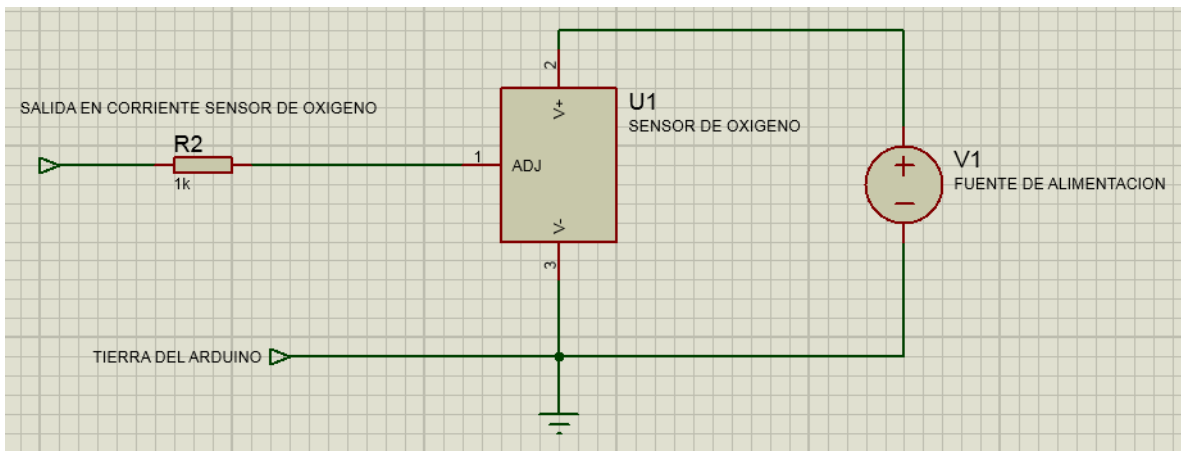 SALIDA EN CORRIENTE SENSOR DE OXIGENO
R2
1k
1
ADJ
2
V+
V-
3
U1
SENSOR DE OXIGENO
V1
FUENTE DE ALIMENTACION
TIERRA DEL ARDUINO